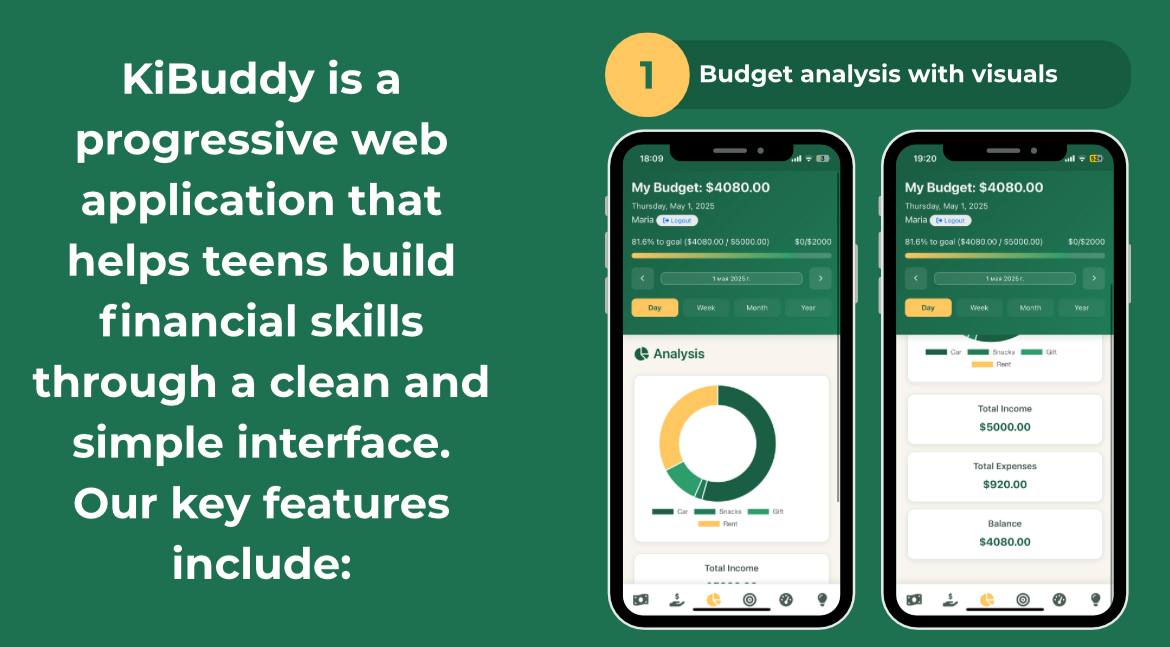 KiBuddy is a
progressive web
application that
helps teens build
financial skills
through a clean and
simple interface.
Our key features
include:
1
Budget analysis with visuals
18:09
My Budget: $4080.00
Thursday, May 1, 2025
Maria Logout
81.6% to goal ($4080.00 / $5000.00) $0/$2000
1 мая 2025 г.
Day Week Month Year
Analysis
Car Snacks Gift
Rent
Total Income
19:20
My Budget: $4080.00
Thursday, May 1, 2025
Maria Logout
81.6% to goal ($4080.00 / $5000.00) $0/$2000
1 мая 2025 г.
Day Week Month Year
Car Snacks Gift
Rent
Total Income
$5000.00
Total Expenses
$920.00
Balance
$4080.00